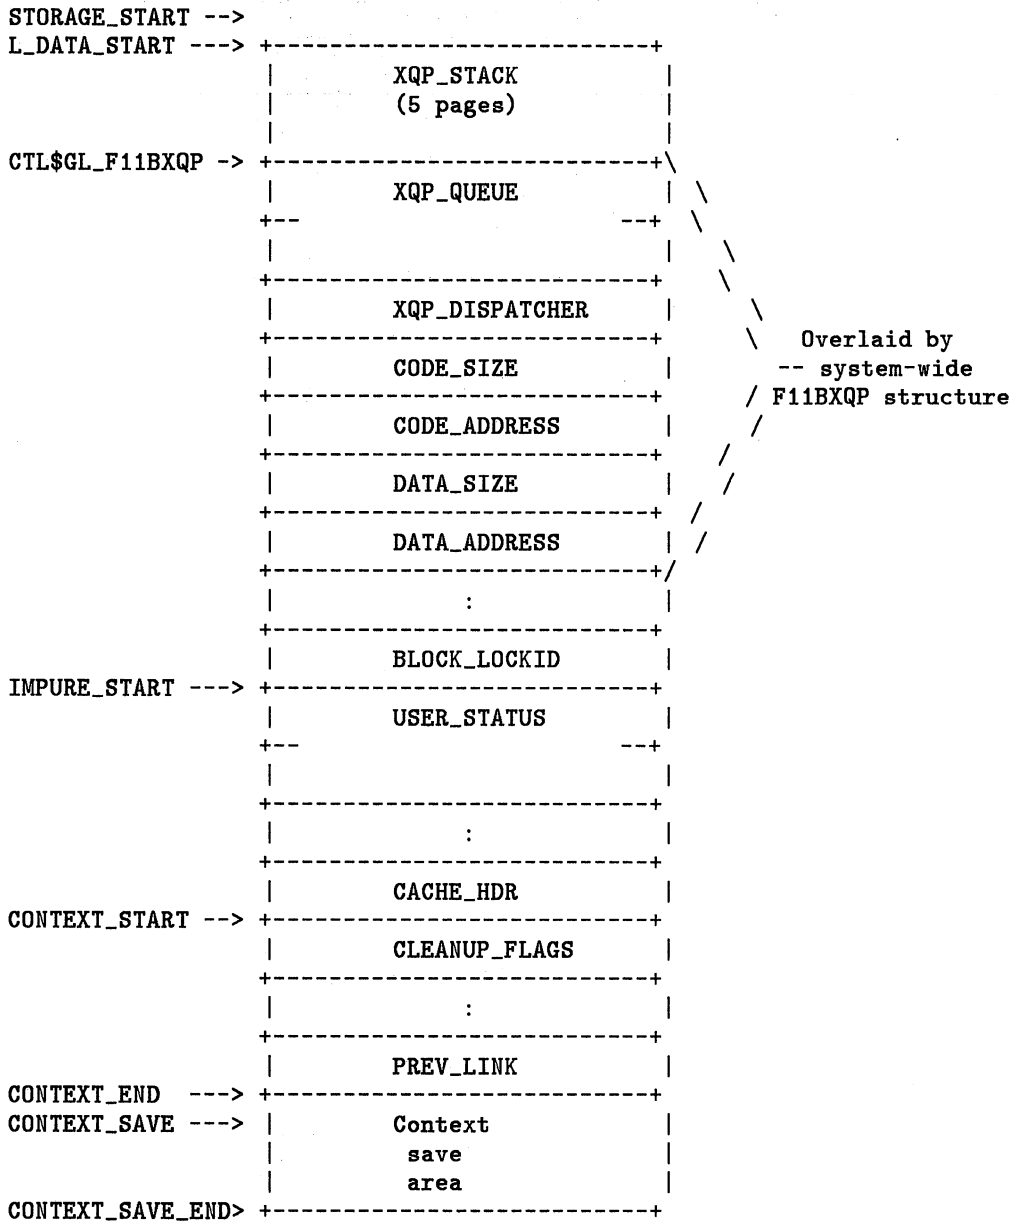 STORAGE_START -->
L_DATA_START ---> +---------------------------+
| XQP_STACK |
| (5 pages) |
| |
CTL$GL_F11BXQP -> +---------------------------+\
| XQP_QUEUE | \
+-- --+ \
| | \
+---------------------------+ \
| XQP_DISPATCHER | \
+---------------------------+ \ Overlaid by
| CODE_SIZE | -- system-wide
+---------------------------+ / F11BXQP structure
| CODE_ADDRESS | /
+---------------------------+ /
| DATA_SIZE | /
+---------------------------+ /
| DATA_ADDRESS | /
+---------------------------+/
| : |
+---------------------------+
| BLOCK_LOCKID |
IMPURE_START ---> +---------------------------+
| USER_STATUS |
+-- --+
| |
+---------------------------+
| : |
+---------------------------+
| CACHE_HDR |
CONTEXT_START --> +---------------------------+
| CLEANUP_FLAGS |
+---------------------------+
| : |
+---------------------------+
| PREV_LINK |
CONTEXT_END ---> +---------------------------+
CONTEXT_SAVE ---> | Context |
| save |
| area |
CONTEXT_SAVE_END> +---------------------------+